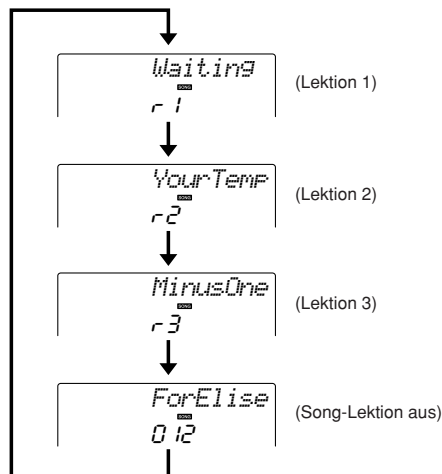 Waiting
SONG
r1
(Lektion 1)
YourTemp
SONG
r2
(Lektion 2)
MinusOne
SONG
r3
(Lektion 3)
ForElise
SONG
012
(Song-Lektion aus)